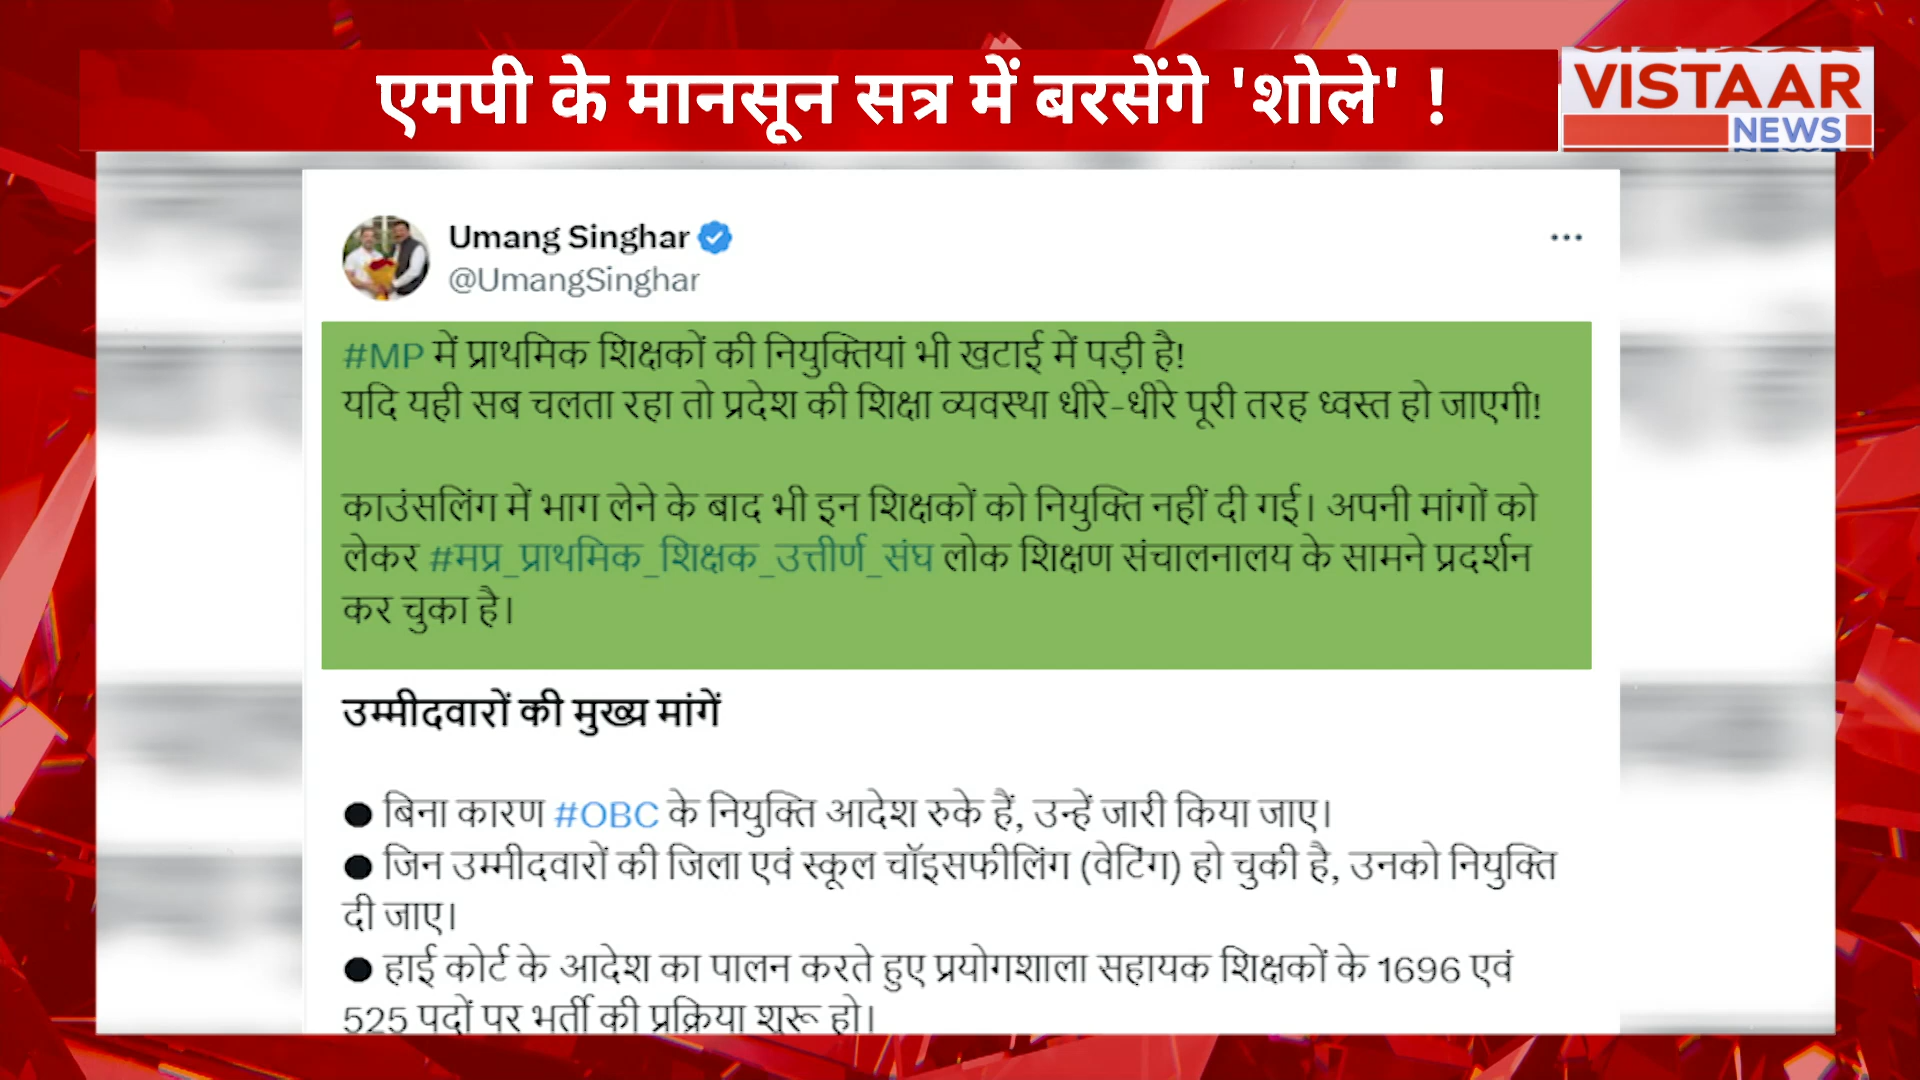 एमपी के मानसून सत्र में बरसेंगे 'शोले' !
VISTAAR
NEWS
Umang Singhar
@UmangSinghar
#MP में प्राथमिक शिक्षकों की नियुक्तियां भी खटाई में पड़ी है!
यदि यही सब चलता रहा तो प्रदेश की शिक्षा व्यवस्था धीरे-धीरे पूरी तरह ध्वस्त हो जाएगी!
काउंसलिंग में भाग लेने के बाद भी इन शिक्षकों को नियुक्ति नहीं दी गई। अपनी मांगों को
लेकर #मप्र_प्राथमिक_शिक्षक_उत्तीर्ण_संघ लोक शिक्षण संचालनालय के सामने प्रदर्शन
कर चुका है।
उम्मीदवारों की मुख्य मांगें
● बिना कारण #OBC के नियुक्ति आदेश रुके हैं, उन्हें जारी किया जाए।
● जिन उम्मीदवारों की जिला एवं स्कूल चॉइसफीलिंग (वेटिंग) हो चुकी है, उनको नियुक्ति
दी जाए।
● हाई कोर्ट के आदेश का पालन करते हुए प्रयोगशाला सहायक शिक्षकों के 1696 एवं
525 पदों पर भर्ती की प्रक्रिया शुरू हो।